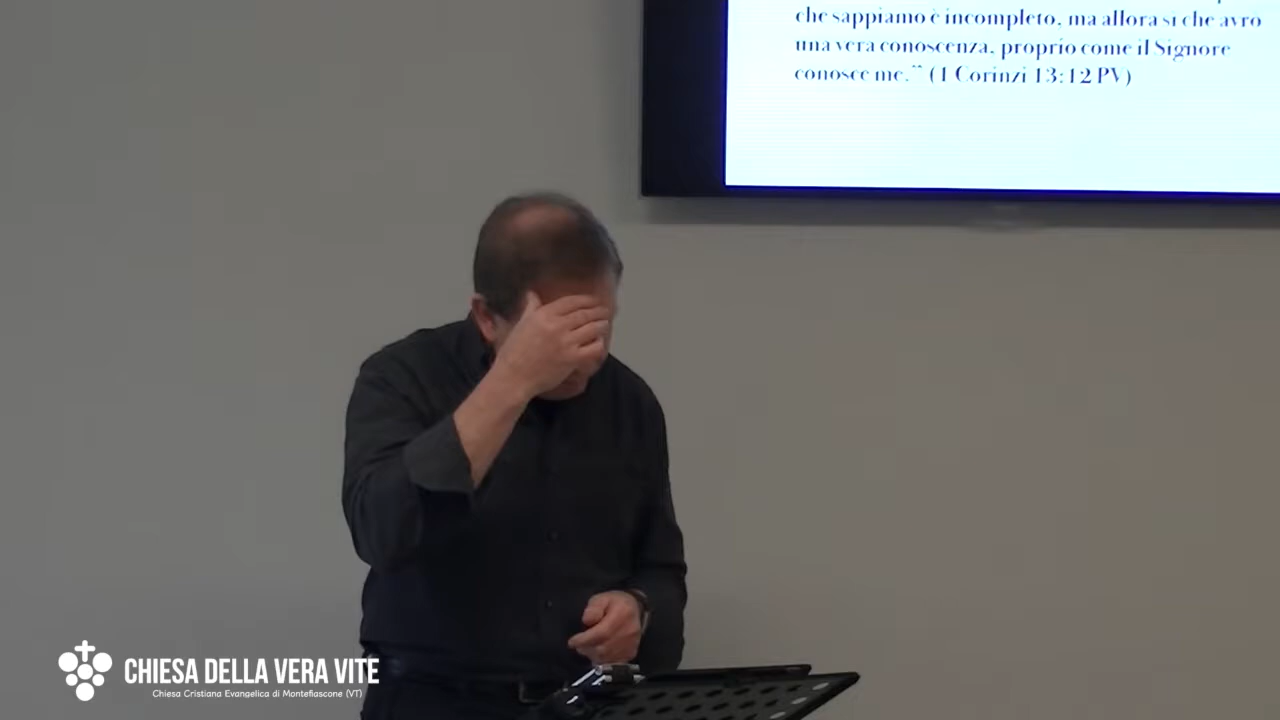 che sappiamo è incompleto, ma allora sì che avrò
una vera conoscenza, proprio come il Signore
conosce me.¨ (1 Corinzi 13:12 PV)
CHIESA DELLA VERA VITE
Chiesa Cristiana Evangelica di Montefiascone (VT)